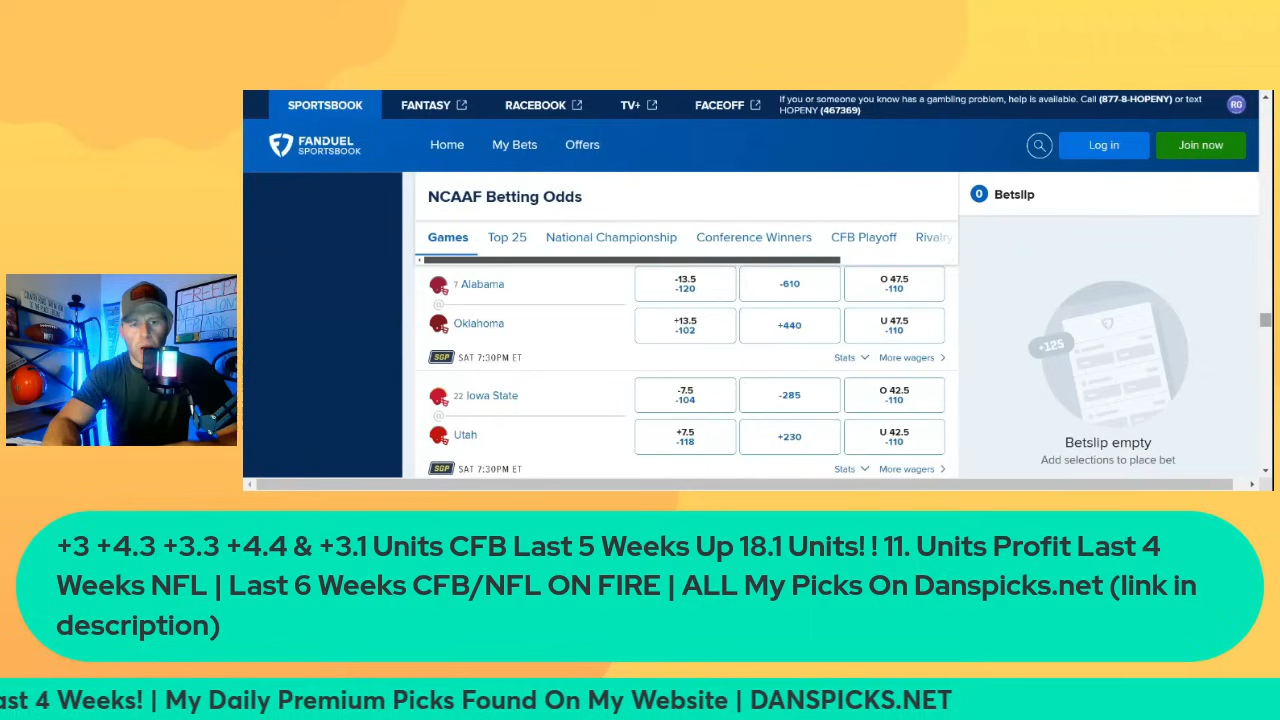 SPORTSBOOK FANTASY RACEBOOK TV+ FACEOFF
If you or someone you know has a gambling problem, help is available. Call (877-8-HOPENY) or text
HOPENY (467369)
RG
FANDUEL
SPORTSBOOK
Home My Bets Offers Log in Join now
NCAAF Betting Odds
0 Betslip
Games Top 25 National Championship Conference Winners CFB Playoff Rivalry
7 Alabama -13.5 -120 -610 O 47.5 -110
@
Oklahoma +13.5 -102 +440 U 47.5 -110
SGP SAT 7:30PM ET Stats More wagers
22 Iowa State -7.5 -104 -285 O 42.5 -110
@
Utah +7.5 -118 +230 U 42.5 -110
SGP SAT 7:30PM ET Stats More wagers
+125
Betslip empty
Add selections to place bet
+3 +4.3 +3.3 +4.4 & +3.1 Units CFB Last 5 Weeks Up 18.1 Units! ! 11. Units Profit Last 4
Weeks NFL | Last 6 Weeks CFB/NFL ON FIRE | ALL My Picks On Danspicks.net (link in
description)
ast 4 Weeks! | My Daily Premium Picks Found On My Website | DANSPICKS.NET